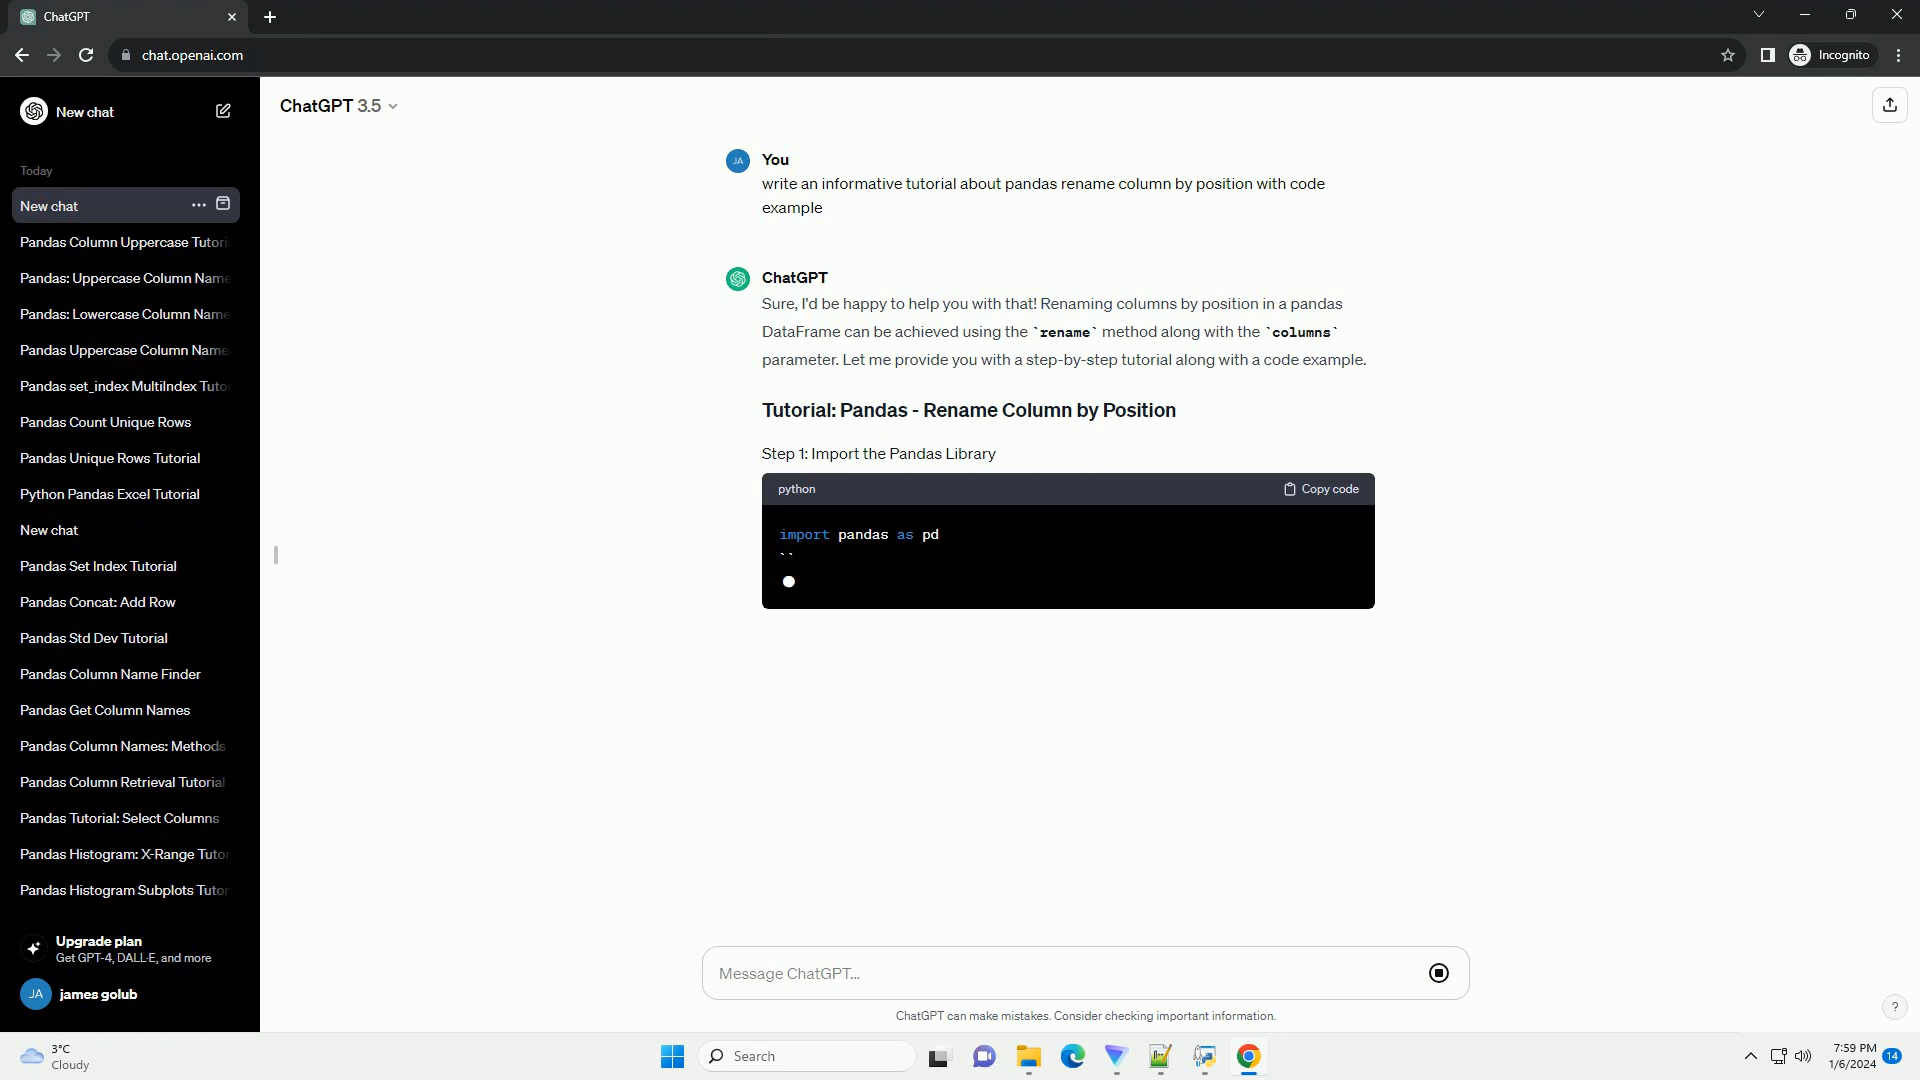 ChatGPT
chat.openai.com
Incognito
New chat
Today
New chat
Pandas Column Uppercase Tutori
Pandas: Uppercase Column Name
Pandas: Lowercase Column Name
Pandas Uppercase Column Name
Pandas set_index MultiIndex Tuto
Pandas Count Unique Rows
Pandas Unique Rows Tutorial
Python Pandas Excel Tutorial
New chat
Pandas Set Index Tutorial
Pandas Concat: Add Row
Pandas Std Dev Tutorial
Pandas Column Name Finder
Pandas Get Column Names
Pandas Column Names: Methods
Pandas Column Retrieval Tutorial
Pandas Tutorial: Select Columns
Pandas Histogram: X-Range Tutor
Pandas Histogram Subplots Tutor
Upgrade plan
Get GPT-4, DALL·E, and more
JA james golub
ChatGPT 3.5
JA You
write an informative tutorial about pandas rename column by position with code
example
ChatGPT
Sure, I'd be happy to help you with that! Renaming columns by position in a pandas
DataFrame can be achieved using the `rename` method along with the `columns`
parameter. Let me provide you with a step-by-step tutorial along with a code example.
Tutorial: Pandas - Rename Column by Position
Step 1: Import the Pandas Library
python Copy code
import pandas as pd
``
Message ChatGPT...
ChatGPT can make mistakes. Consider checking important information.
?
3°C
Cloudy
Search
7:59 PM
1/6/2024
14